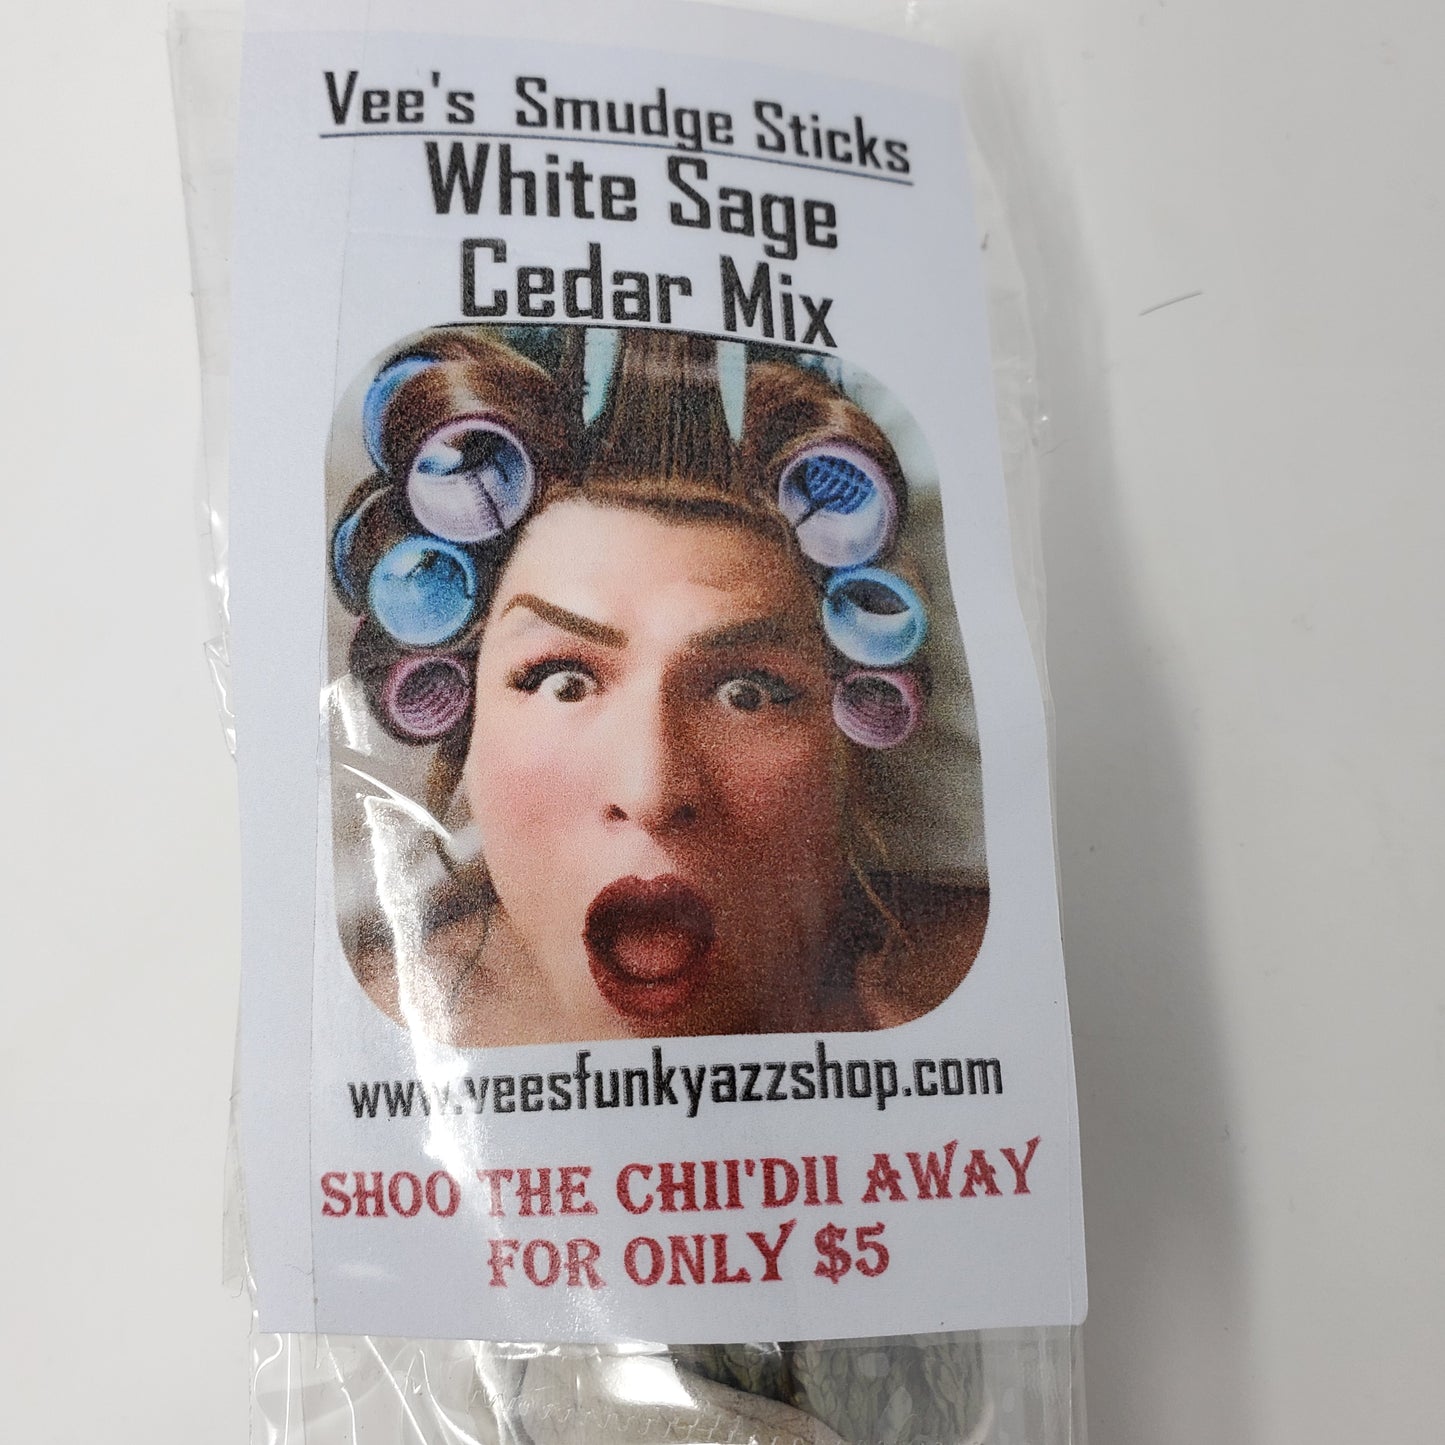 Vee's Smudge Sticks
White Sage
Cedar Mix
www.veesfunkyazzshop.com
SHOO THE CHII'DII AWAY
FOR ONLY $5